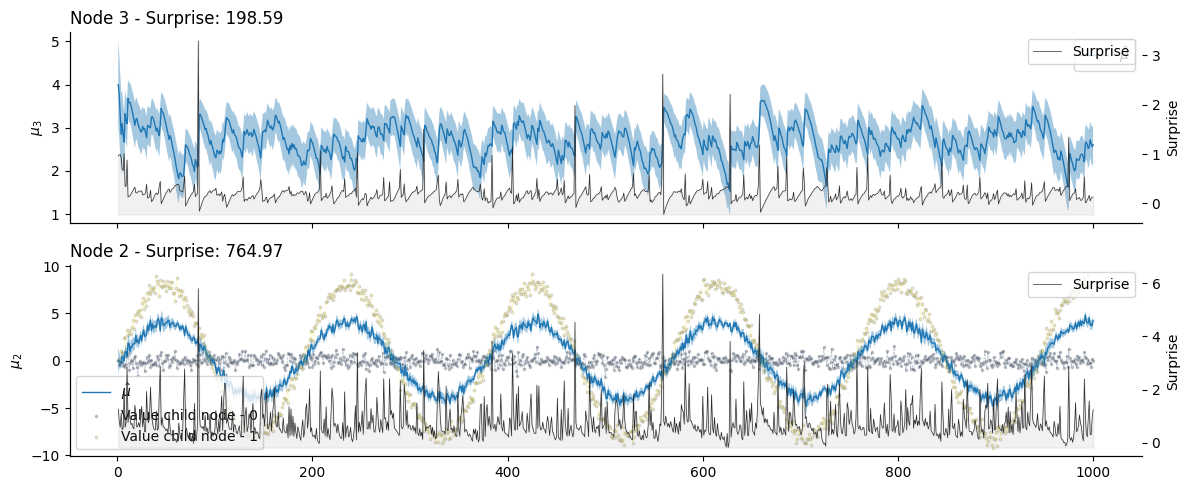 Node 3 - Surprise: 198.59
5
4
3
2
1
μ3
Surprise
3
2
1
0
Surprise
Node 2 - Surprise: 764.97
10
5
0
−5
−10
μ2
Surprise
μ̂
Value child node - 0
Value child node - 1
6
4
2
0
Surprise
0 200 400 600 800 1000